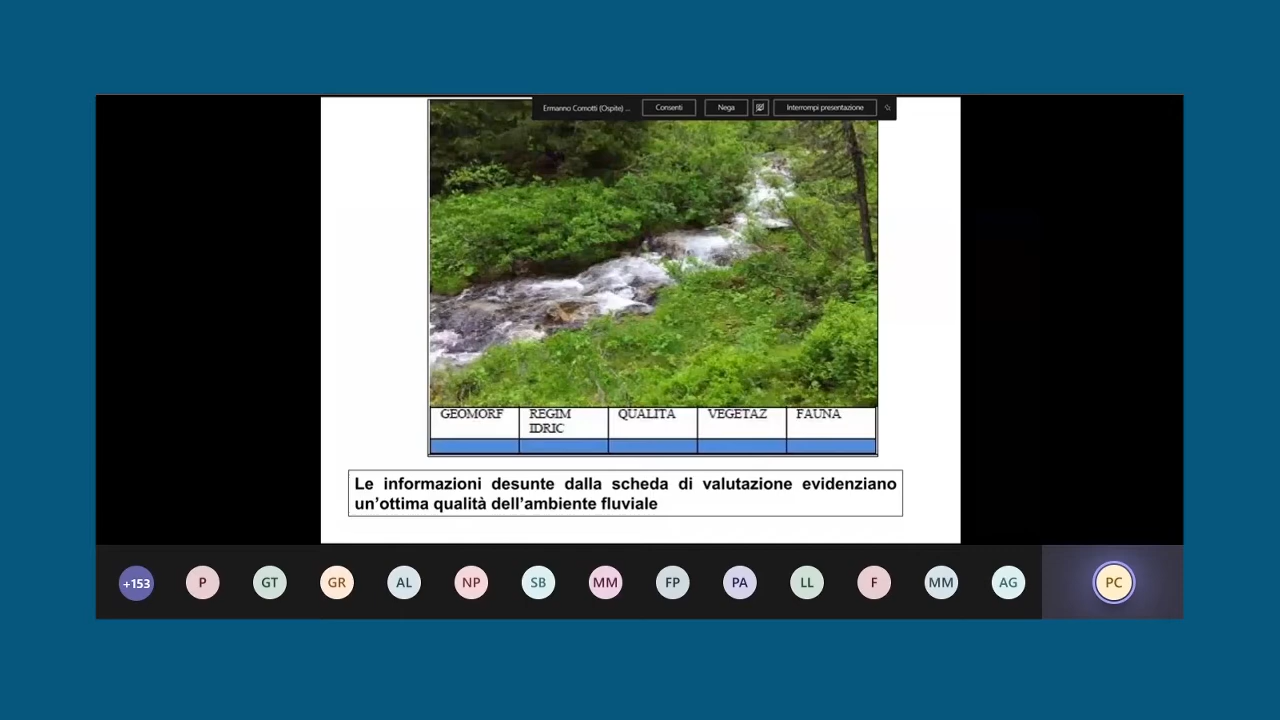 Ermanno Comotti (Ospite) ... Consenti Nega Interrompi presentazione
GEOMORF REGIM QUALITA VEGETAZ FAUNA
IDRIC
Le informazioni desunte dalla scheda di valutazione evidenziano
un'ottima qualità dell'ambiente fluviale
+153 P GT GR AL NP SB MM FP PA LL F MM AG PC